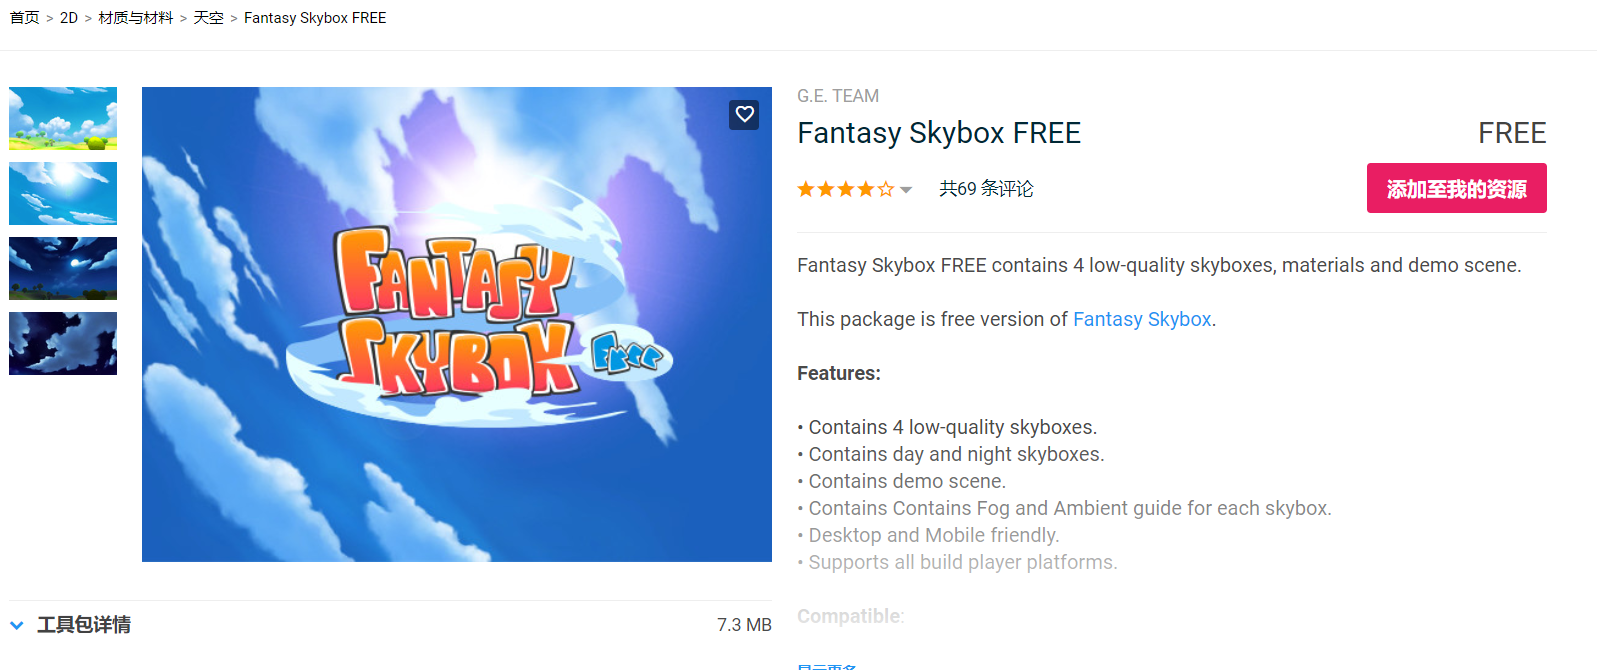 首页 > 2D > 材质与材料 > 天空 > Fantasy Skybox FREE
FANTASY
SKYBOX
FREE
G.E. TEAM
Fantasy Skybox FREE
FREE
共69 条评论
添加至我的资源
Fantasy Skybox FREE contains 4 low-quality skyboxes, materials and demo scene.
This package is free version of Fantasy Skybox.
Features:
• Contains 4 low-quality skyboxes.
• Contains day and night skyboxes.
• Contains demo scene.
• Contains Contains Fog and Ambient guide for each skybox.
• Desktop and Mobile friendly.
• Supports all build player platforms.
Compatible:
工具包详情
7.3 MB